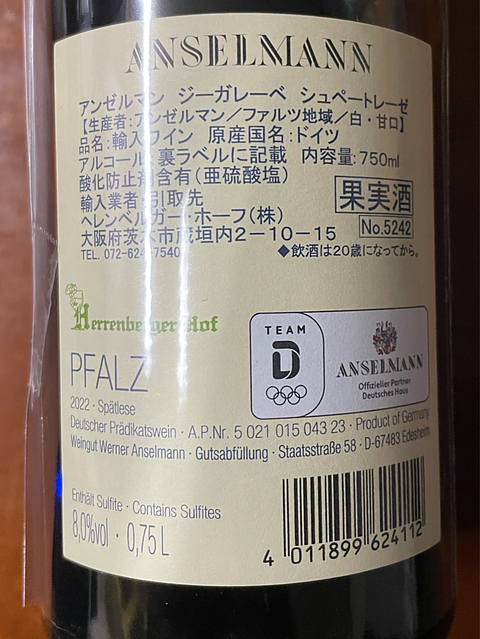 ANSELMANN
アンゼルマン ジーガレーベ シュペートレーゼ
【生産者:アンゼルマン/ファルツ地域/白・甘口】
品名:輸入ワイン 原産国名:ドイツ
アルコール:裏ラベルに記載 内容量:750ml
酸化防止剤含有(亜硫酸塩)
輸入業者:引取先
ヘレンベルガー・ホーフ(株)
大阪府茨木市蔵垣内2-10-15
TEL. 072-624-7540
果実酒
No.5242
◆飲酒は20歳になってから。
Herrenberger Hof
TEAM
D
ANSELMANN
Offizieller Partner
Deutsches Haus
PFALZ
2022 · Spätlese
Deutscher Prädikatswein · A.P.Nr. 5 021 015 043 23 · Product of Germany
Weingut Werner Anselmann · Gutsabfüllung · Staatsstraße 58 · D-67483 Edesheim
Enthält Sulfite · Contains Sulfites
8,0%vol · 0,75 L
4 011899 624112